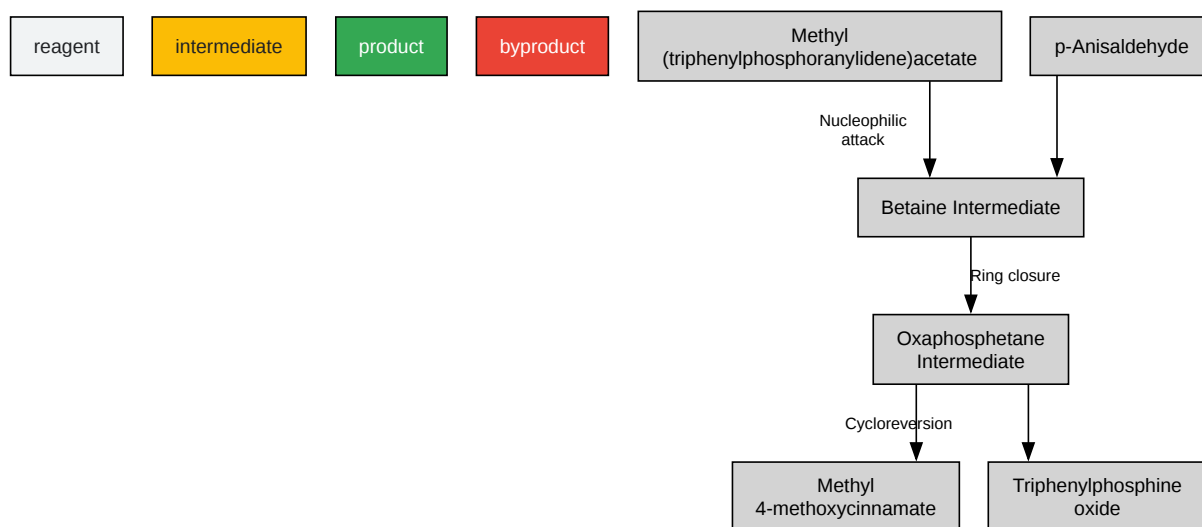 reagent
intermediate
product
byproduct
Methyl
(triphenylphosphoranylidene)acetate
p-Anisaldehyde
Nucleophilic
attack
Betaine Intermediate
Ring closure
Oxaphosphetane
Intermediate
Cycloreversion
Methyl
4-methoxycinnamate
Triphenylphosphine
oxide